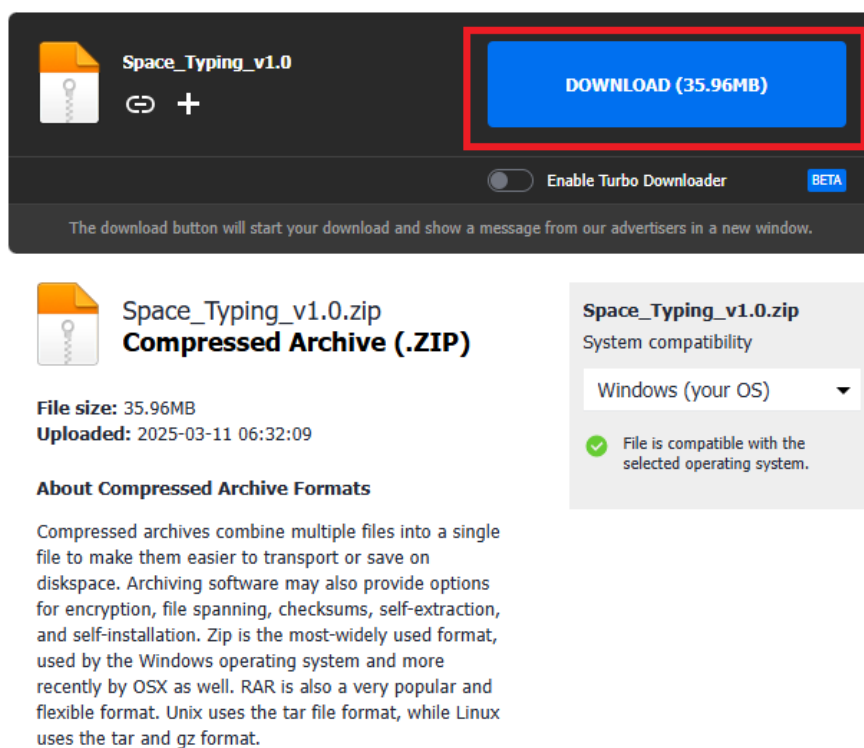 Space_Typing_v1.0
DOWNLOAD (35.96MB)
Enable Turbo Downloader
BETA
The download button will start your download and show a message from our advertisers in a new window.
Space_Typing_v1.0.zip
Compressed Archive (.ZIP)
File size: 35.96MB
Uploaded: 2025-03-11 06:32:09
About Compressed Archive Formats
Compressed archives combine multiple files into a single
file to make them easier to transport or save on
diskspace. Archiving software may also provide options
for encryption, file spanning, checksums, self-extraction,
and self-installation. Zip is the most-widely used format,
used by the Windows operating system and more
recently by OSX as well. RAR is also a very popular and
flexible format. Unix uses the tar file format, while Linux
uses the tar and gz format.
Space_Typing_v1.0.zip
System compatibility
Windows (your OS)
File is compatible with the
selected operating system.